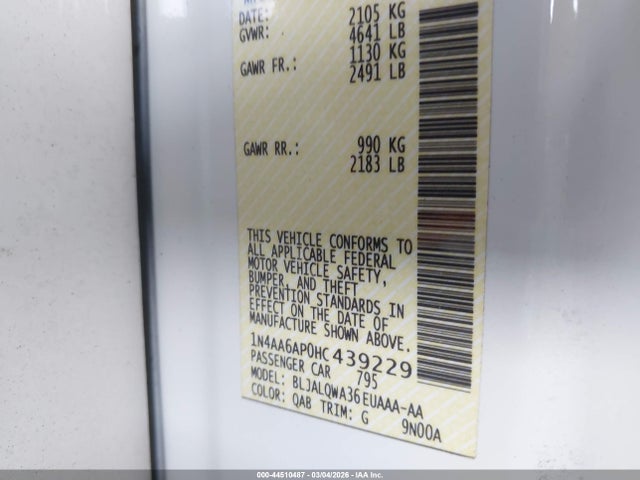 DATE:
2105 KG
GVWR: 4641 LB
1130 KG
GAWR FR.: 2491 LB
GAWR RR.: 990 KG
2183 LB
THIS VEHICLE CONFORMS TO
ALL APPLICABLE FEDERAL
MOTOR VEHICLE SAFETY,
BUMPER, AND THEFT
PREVENTION STANDARDS IN
EFFECT ON THE DATE OF
MANUFACTURE SHOWN ABOVE.
1N4AA6AP0HC439229
PASSENGER CAR 795
MODEL: BLJALQWA36EUAAA-AA
COLOR: QAB TRIM: G 9N00A
000-44510487 - 03/04/2026 - IAA Inc.